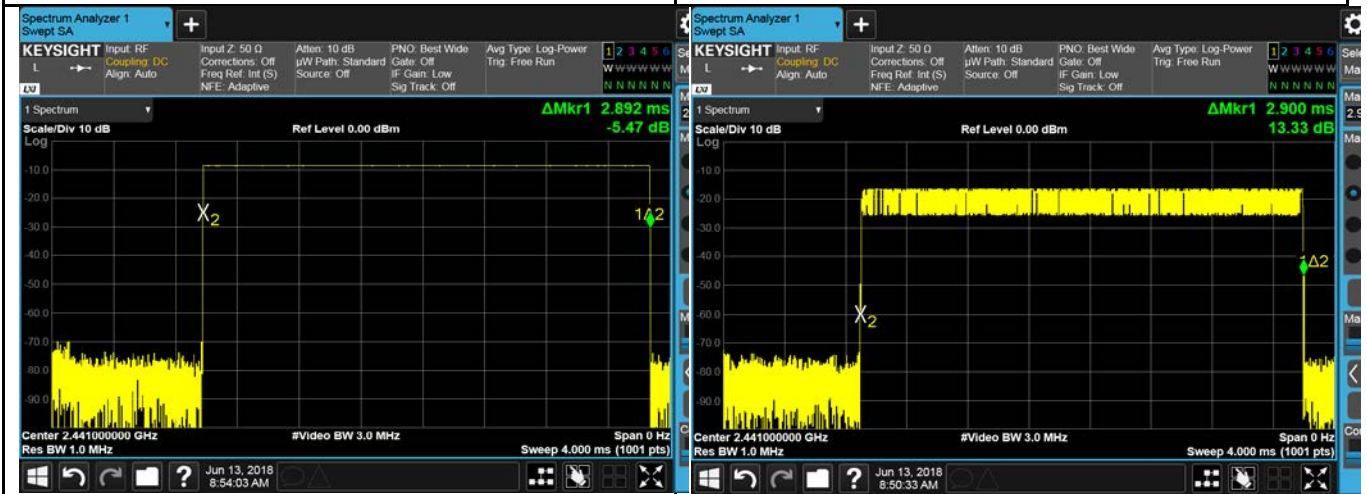 Spectrum Analyzer 1
Swept SA
+
KEYSIGHT
L
LXI
Input: RF
Coupling: DC
Align: Auto
Input Z: 50 Ω
Corrections: Off
Freq Ref: Int (S)
NFE: Adaptive
Atten: 10 dB
µW Path: Standard
Source: Off
PNO: Best Wide
Gate: Off
IF Gain: Low
Sig Track: Off
Avg Type: Log-Power
Trig: Free Run
1 2 3 4 5 6
W W W W W W
N N N N N N
1 Spectrum
ΔMkr1 2.892 ms
-5.47 dB
Scale/Div 10 dB
Ref Level 0.00 dBm
Log
-10.0
-20.0
-30.0
-40.0
-50.0
-60.0
-70.0
-80.0
-90.0
X2
1Δ2
Center 2.441000000 GHz
#Video BW 3.0 MHz
Span 0 Hz
Res BW 1.0 MHz
Sweep 4.000 ms (1001 pts)
?
Jun 13, 2018
8:54:03 AM
Spectrum Analyzer 1
Swept SA
+
KEYSIGHT
L
LXI
Input: RF
Coupling: DC
Align: Auto
Input Z: 50 Ω
Corrections: Off
Freq Ref: Int (S)
NFE: Adaptive
Atten: 10 dB
µW Path: Standard
Source: Off
PNO: Best Wide
Gate: Off
IF Gain: Low
Sig Track: Off
Avg Type: Log-Power
Trig: Free Run
1 2 3 4 5 6
W W W W W W
N N N N N N
1 Spectrum
ΔMkr1 2.900 ms
13.33 dB
Scale/Div 10 dB
Ref Level 0.00 dBm
Log
-10.0
-20.0
-30.0
-40.0
-50.0
-60.0
-70.0
-80.0
-90.0
X2
1Δ2
Center 2.441000000 GHz
#Video BW 3.0 MHz
Span 0 Hz
Res BW 1.0 MHz
Sweep 4.000 ms (1001 pts)
?
Jun 13, 2018
8:50:33 AM